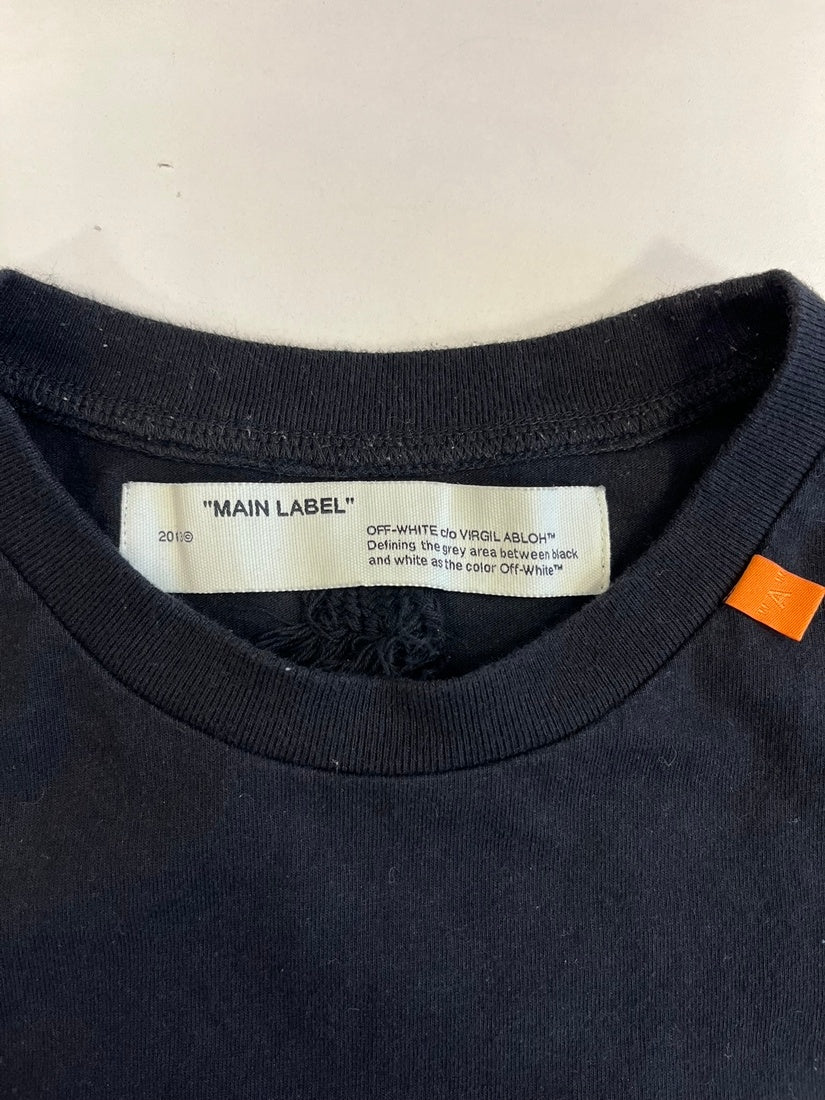 "MAIN LABEL"
2013©
OFF-WHITE c/o VIRGIL ABLOH™
Defining the grey area between black
and white as the color Off-White™
"A"